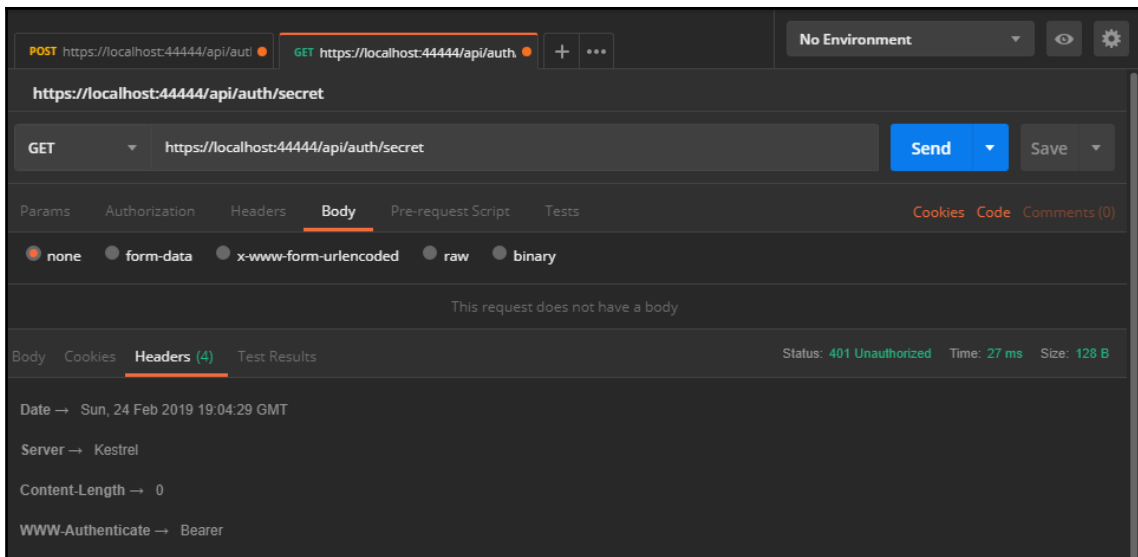 POST https://localhost:44444/api/autl GET https://localhost:44444/api/auth. + ••• No Environment
https://localhost:44444/api/auth/secret
GET https://localhost:44444/api/auth/secret Send Save
Params Authorization Headers Body Pre-request Script Tests Cookies Code Comments (0)
none form-data x-www-form-urlencoded raw binary
This request does not have a body
Body Cookies Headers (4) Test Results Status: 401 Unauthorized Time: 27 ms Size: 128 B
Date → Sun, 24 Feb 2019 19:04:29 GMT
Server → Kestrel
Content-Length → 0
WWW-Authenticate → Bearer